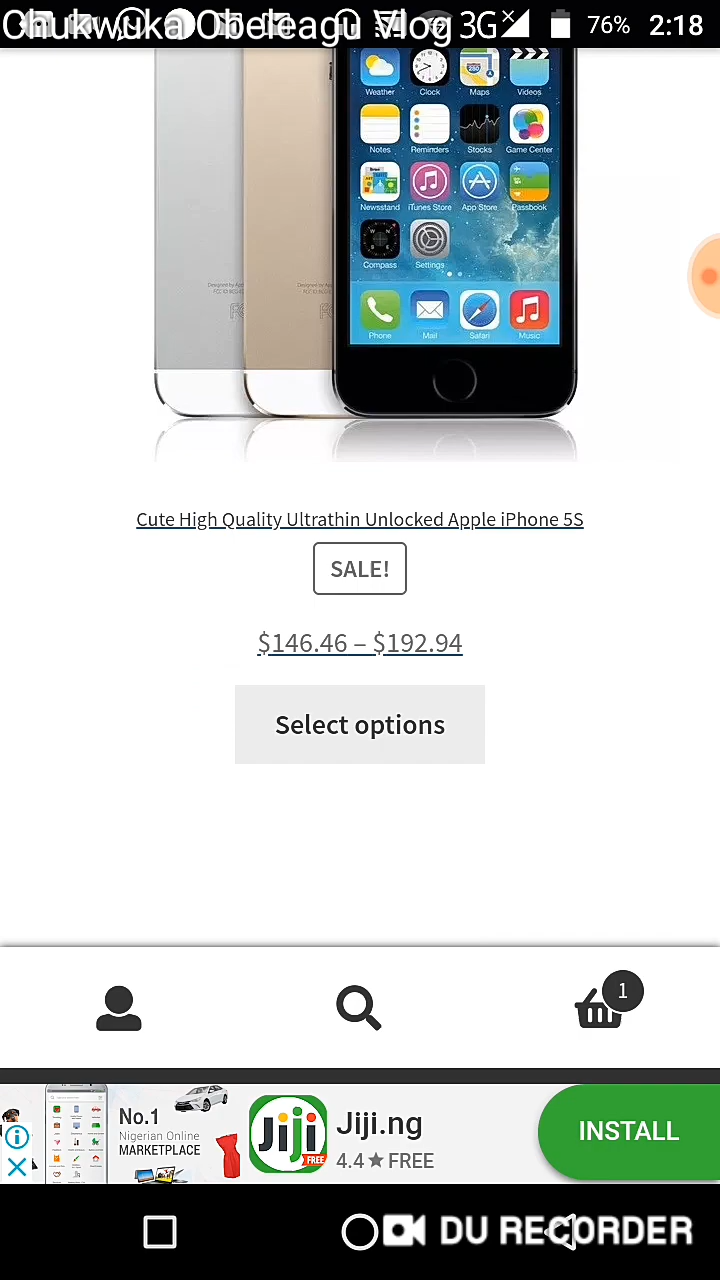 Chukwuka Obeleagu Vlog 3G 76% 2:18
Weather Clock Maps Videos
Notes Reminders Stocks Game Center
Newsstand iTunes Store App Store Passbook
Compass Settings
Phone Mail Safari Music
Cute High Quality Ultrathin Unlocked Apple iPhone 5S
SALE!
$146.46 – $192.94
Select options
1
No.1
Nigerian Online
MARKETPLACE
Jiji
FREE
Jiji.ng
4.4★FREE
INSTALL
DU RECORDER